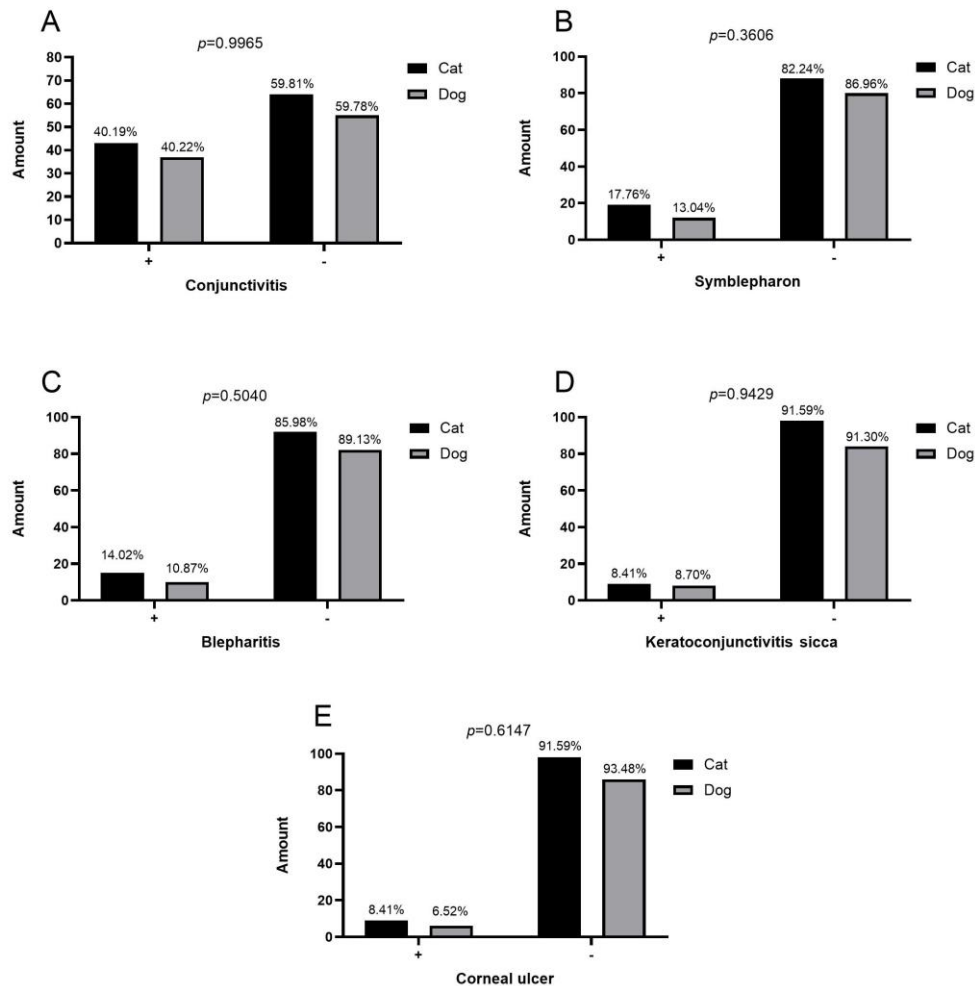 A
p=0.9965
80
70
60
50
40
30
20
10
0
Amount
40.19%
40.22%
59.81%
59.78%
Cat
Dog
+ -
Conjunctivitis
B
p=0.3606
100
80
60
40
20
0
Amount
17.76%
13.04%
82.24%
86.96%
Cat
Dog
+ -
Symblepharon
C
p=0.5040
100
80
60
40
20
0
Amount
14.02%
10.87%
85.98%
89.13%
Cat
Dog
+ -
Blepharitis
D
p=0.9429
100
80
60
40
20
0
Amount
8.41%
8.70%
91.59%
91.30%
Cat
Dog
+ -
Keratoconjunctivitis sicca
E
p=0.6147
100
80
60
40
20
0
Amount
8.41%
6.52%
91.59%
93.48%
Cat
Dog
+ -
Corneal ulcer